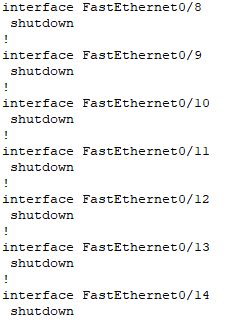 interface FastEthernet0/8
 shutdown
!
interface FastEthernet0/9
 shutdown
!
interface FastEthernet0/10
 shutdown
!
interface FastEthernet0/11
 shutdown
!
interface FastEthernet0/12
 shutdown
!
interface FastEthernet0/13
 shutdown
!
interface FastEthernet0/14
 shutdown